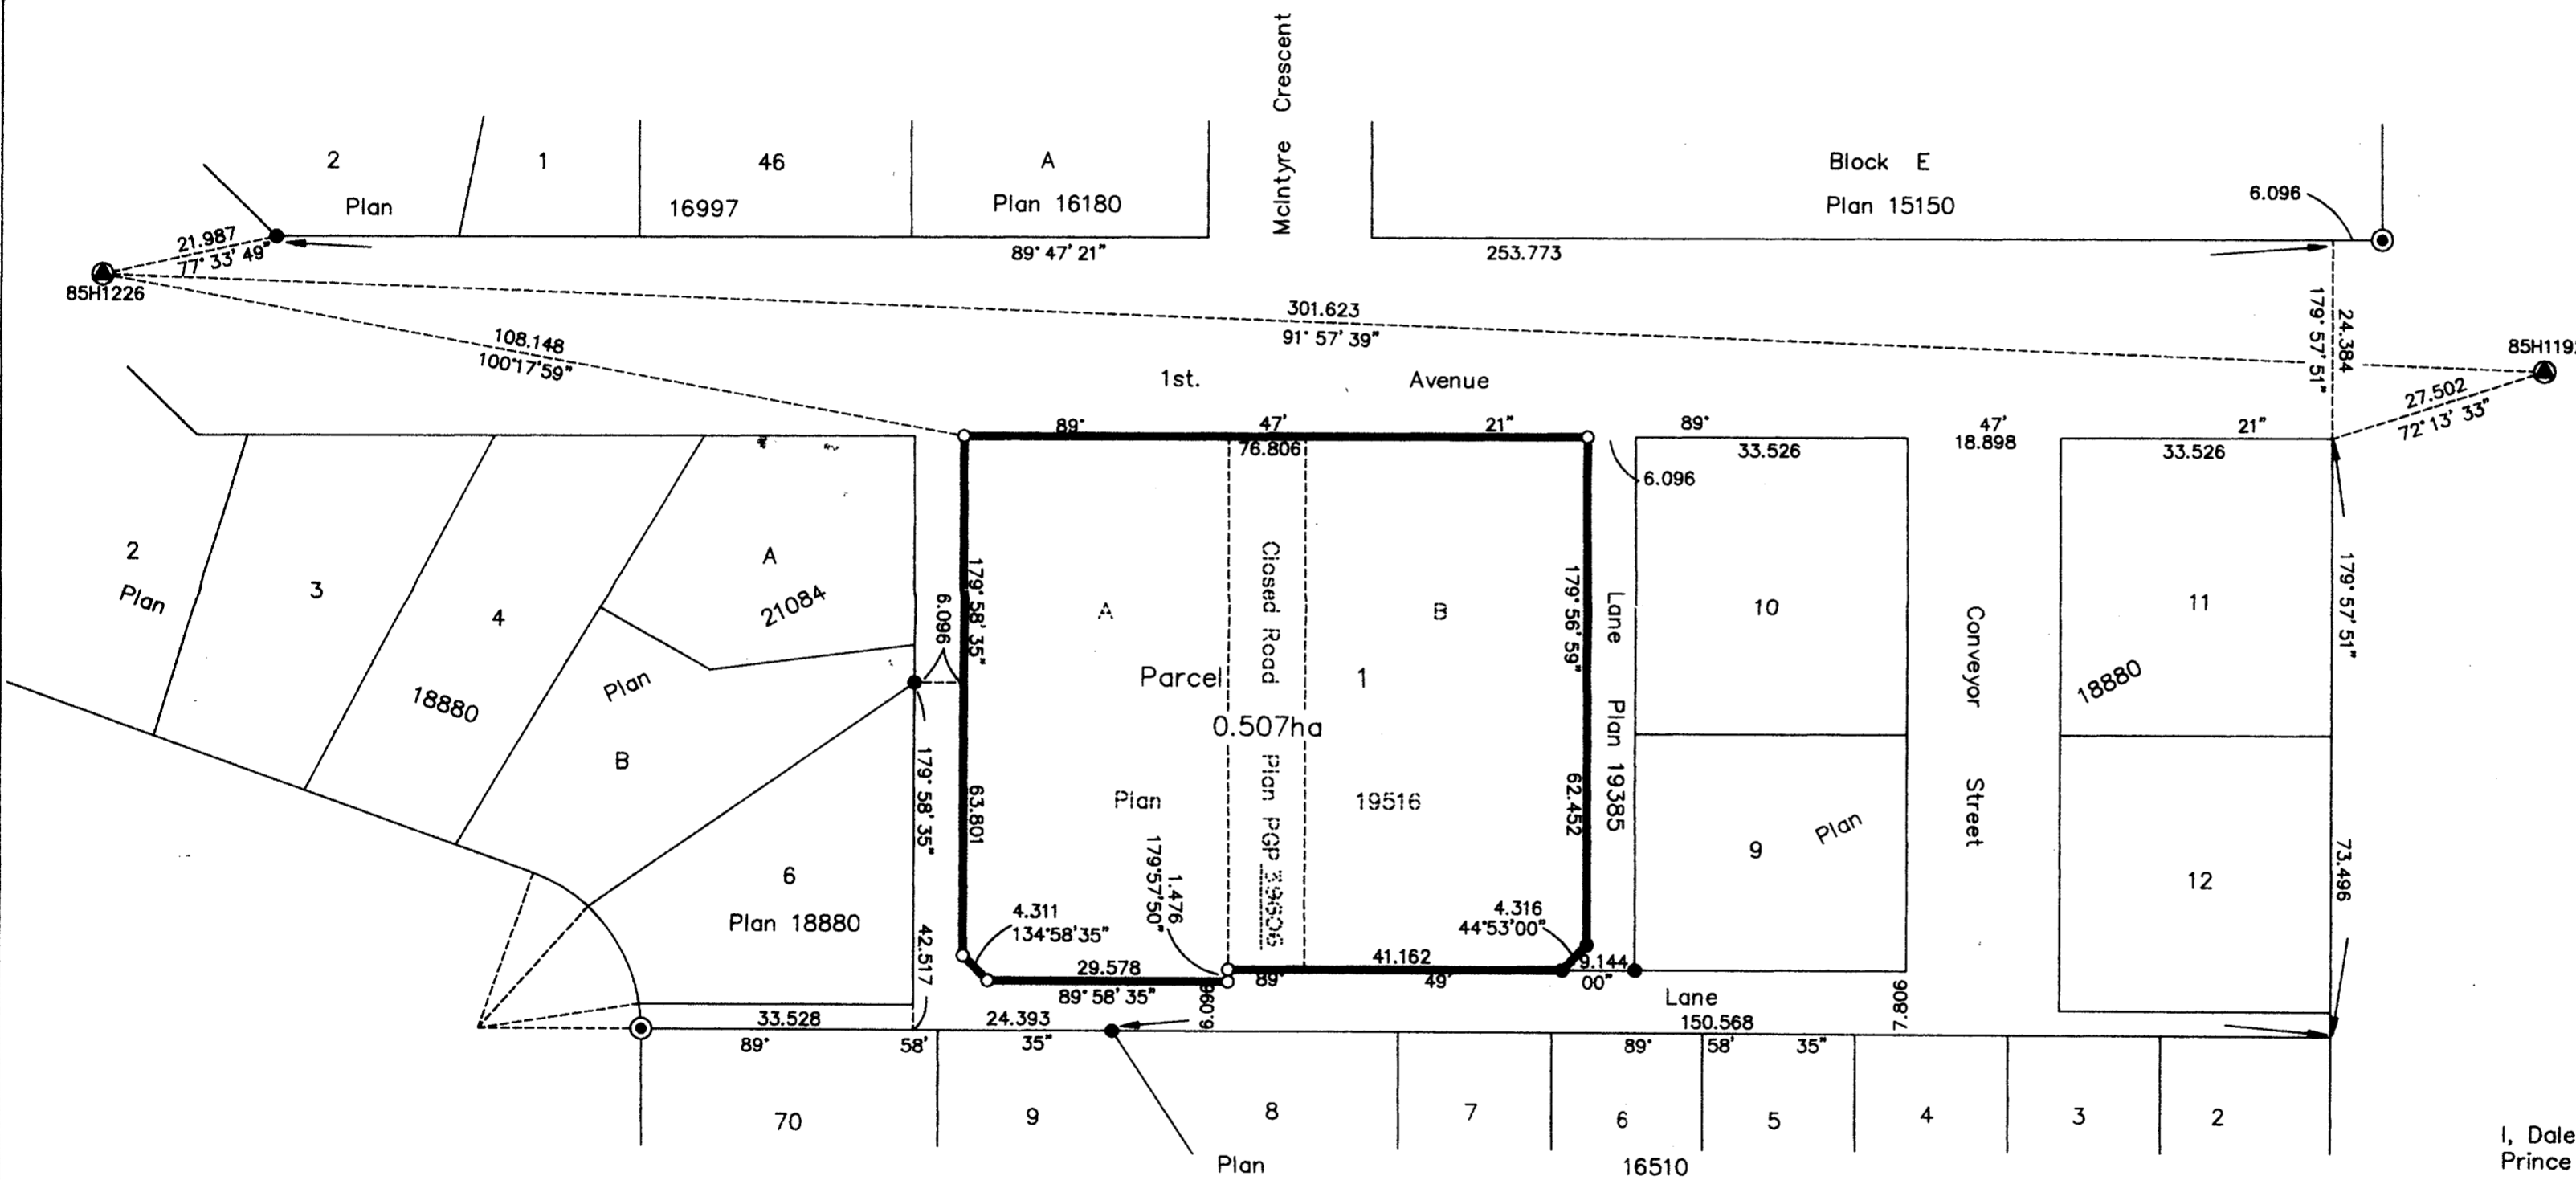 McIntyre Crescent
2
1
46
A
Block E
Plan
16997
Plan 16180
Plan 15150
6.096
21.987
77° 33' 49"
89° 47' 21"
253.773
85H1226
301.623
91° 57' 39"
179° 57' 51"
24.384
108.148
100°17'59"
1st. Avenue
27.502
72° 13' 33"
89° 47' 21"
76.806
89° 47' 21"
33.526
18.898
33.526
6.096
2
Plan
3
4
18880
A
21084
Plan
B
6.096
179° 58' 35"
63.801
A
Closed Road Plan PGP
B
Parcel 1
0.507ha
Plan
19516
179° 56' 59"
62.452
Lane Plan 19385
10
9
Plan
Conveyor Street
11
18880
12
179° 57' 51"
73.496
6
Plan 18880
179° 58' 35"
42.517
4.311
134°58'35"
1.476
179°57'50"
4.316
44°53'00"
29.578
89° 58' 35"
41.162
89° 49' 00"
9.144
Lane
7.806
6.096
33.528
24.393
150.568
89° 58' 35"
89° 58' 35"
70
9
8
7
6
5
4
3
2
Plan
16510
I, Dale
Prince